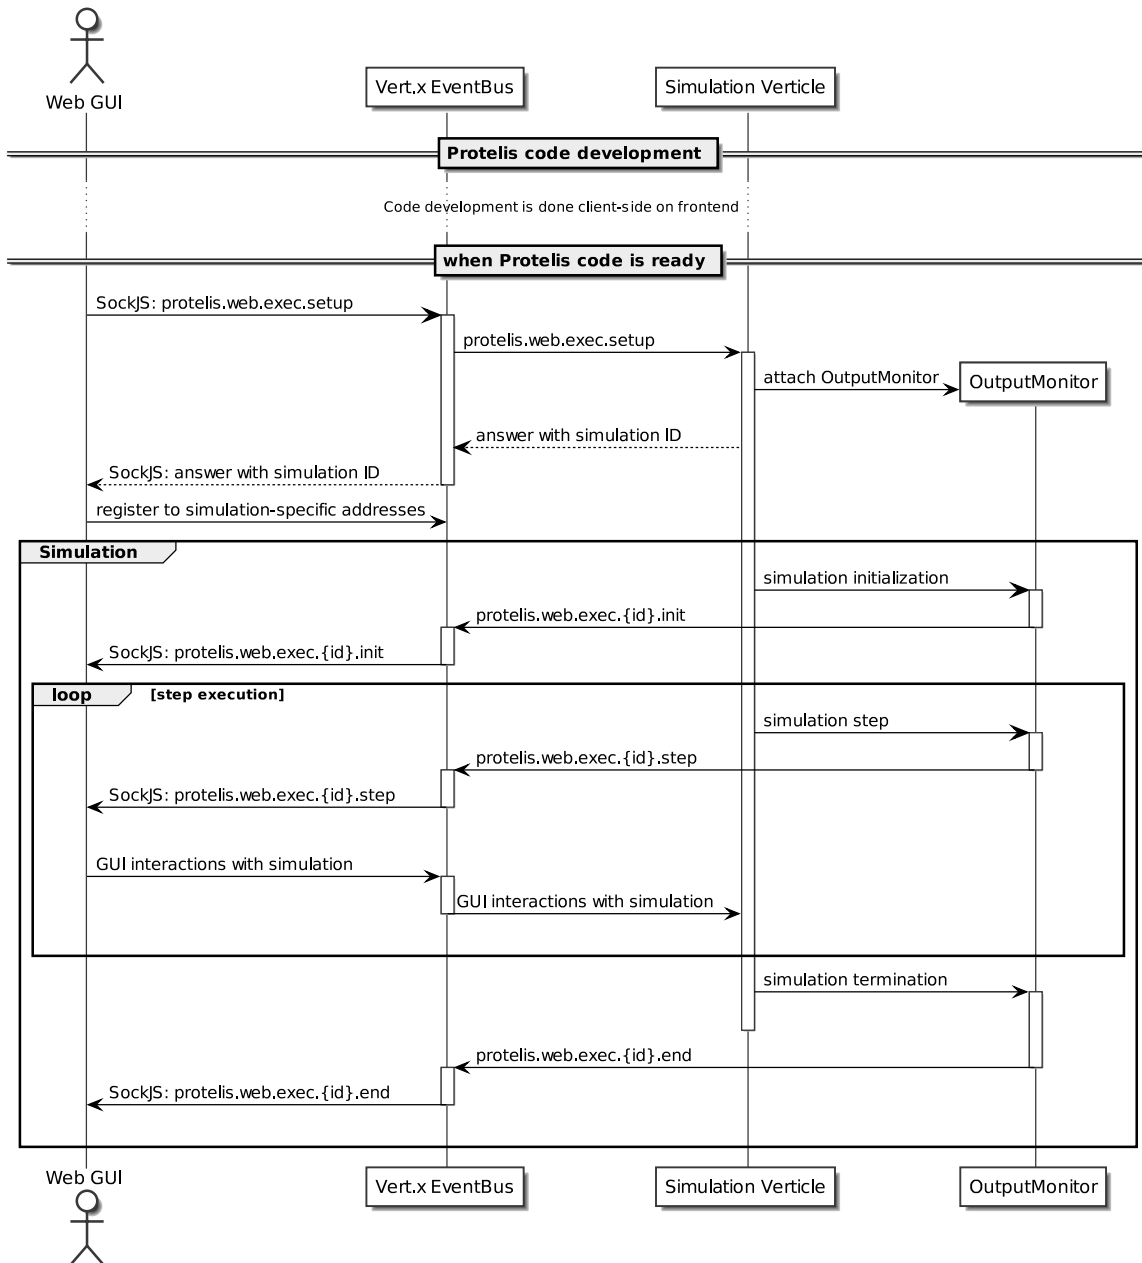 Web GUI
Vert.x EventBus
Simulation Verticle
Protelis code development
Code development is done client-side on frontend
when Protelis code is ready
SockJS: protelis.web.exec.setup
protelis.web.exec.setup
OutputMonitor
attach OutputMonitor
answer with simulation ID
SockJS: answer with simulation ID
register to simulation-specific addresses
Simulation
simulation initialization
protelis.web.exec.{id}.init
SockJS: protelis.web.exec.{id}.init
loop [step execution]
simulation step
protelis.web.exec.{id}.step
SockJS: protelis.web.exec.{id}.step
GUI interactions with simulation
GUI interactions with simulation
simulation termination
protelis.web.exec.{id}.end
SockJS: protelis.web.exec.{id}.end
Web GUI
Vert.x EventBus
Simulation Verticle
OutputMonitor